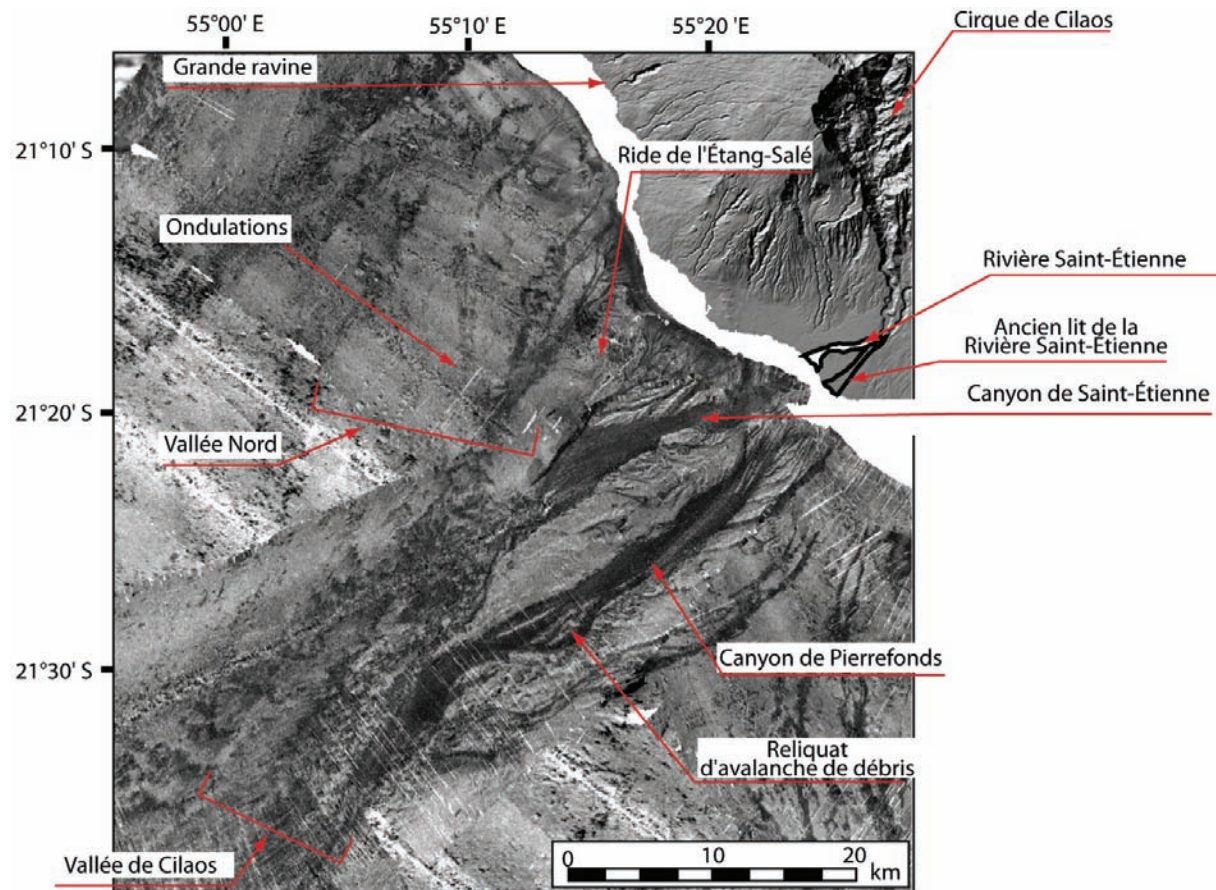 55°00' E
55°10' E
55°20' E
Cirque de Cilaos
Grande ravine
21°10' S
Ride de l'Étang-Salé
Ondulations
Rivière Saint-Étienne
Ancien lit de la
Rivière Saint-Étienne
Canyon de Saint-Étienne
21°20' S
Vallée Nord
Canyon de Pierrefonds
21°30' S
Reliquat
d'avalanche de débris
Vallée de Cilaos
0 10 20
km